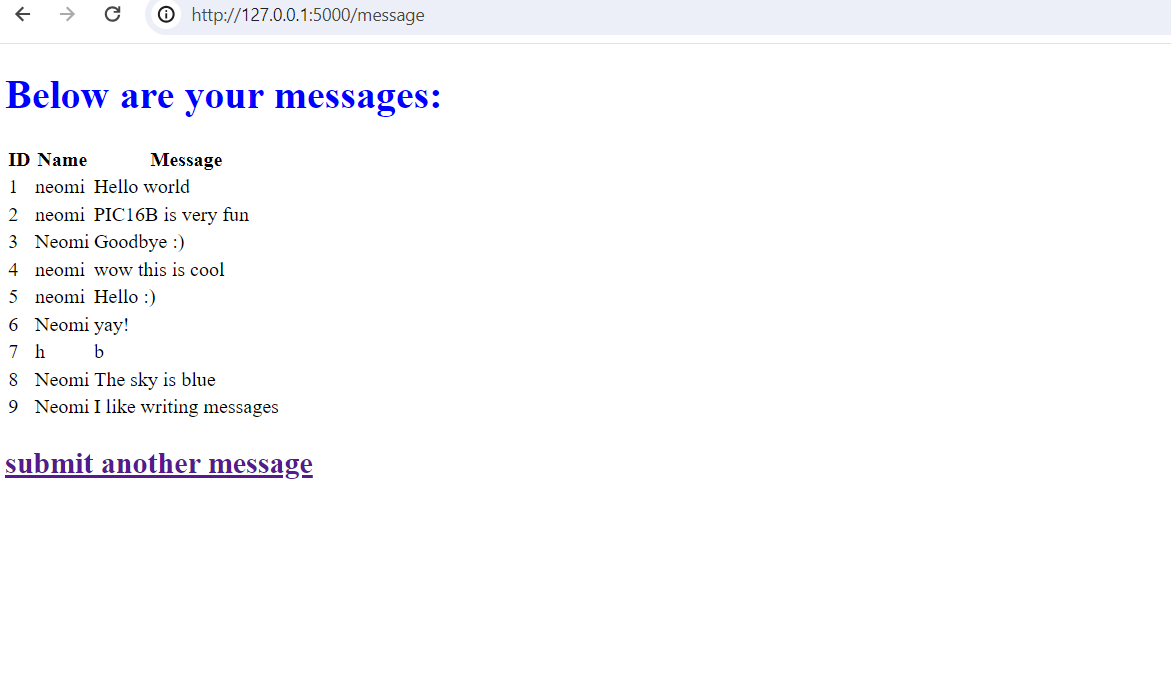 http://127.0.0.1:5000/message
Below are your messages:
ID Name Message
1 neomi Hello world
2 neomi PIC16B is very fun
3 Neomi Goodbye :)
4 neomi wow this is cool
5 neomi Hello :)
6 Neomi yay!
7 h b
8 Neomi The sky is blue
9 Neomi I like writing messages
submit another message